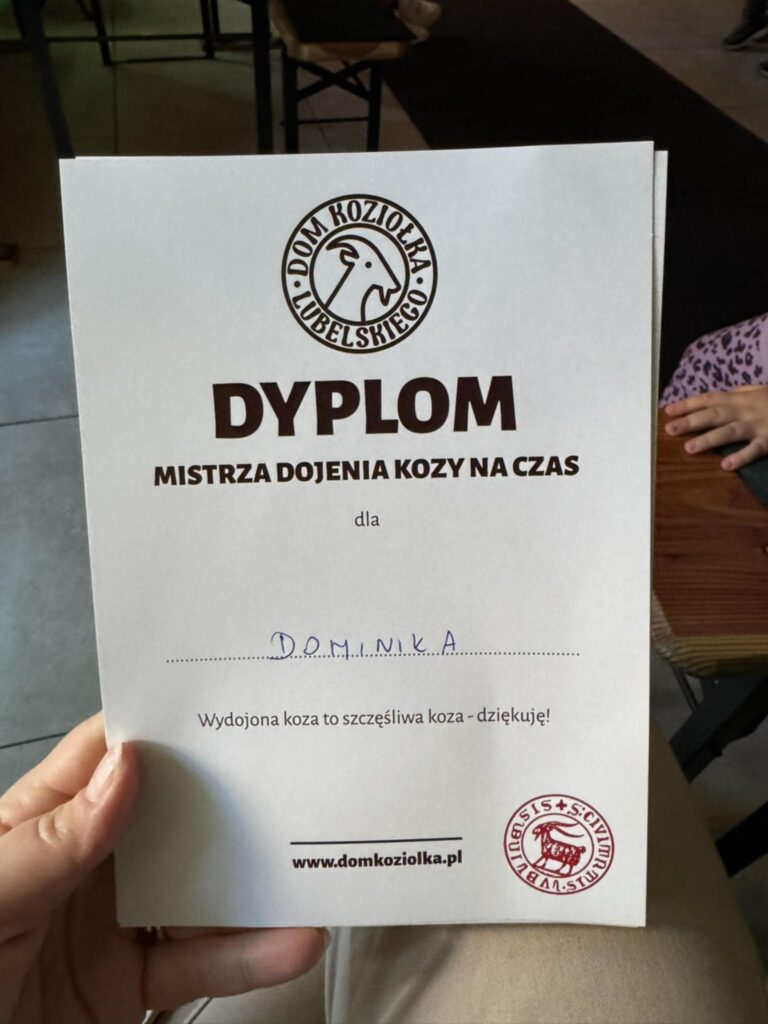 DOM KOZIOŁKA
LUBELSKIEGO
DYPLOM
MISTRZA DOJENIA KOZY NA CZAS
dla
DOMINIKA
Wydojona koza to szczęśliwa koza - dziękuję!
www.domkoziolka.pl